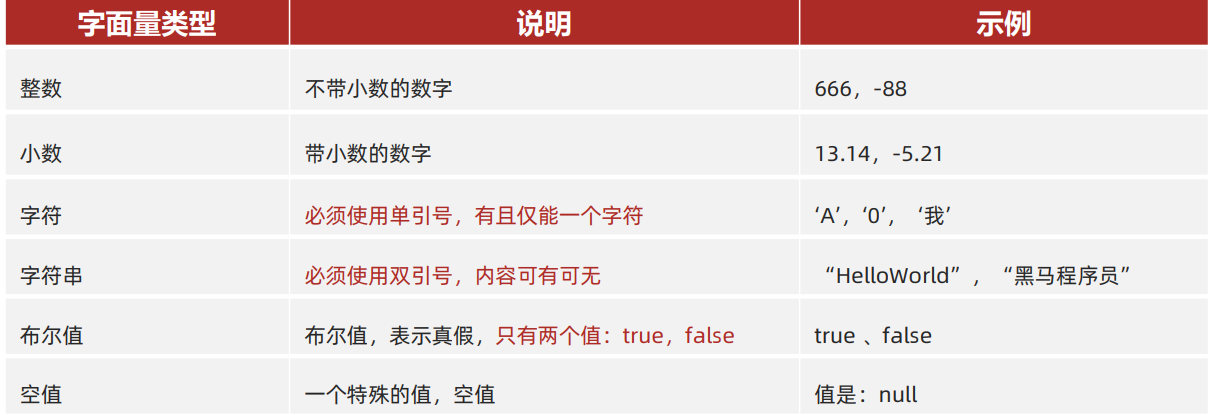 字面量类型 说明 示例
整数 不带小数的数字 666，-88
小数 带小数的数字 13.14，-5.21
字符 必须使用单引号，有且仅能一个字符 ‘A’，‘0’， ‘我’
字符串 必须使用双引号，内容可有可无 “HelloWorld” ，“黑马程序员”
布尔值 布尔值，表示真假，只有两个值：true，false true 、false
空值 一个特殊的值，空值 值是：null